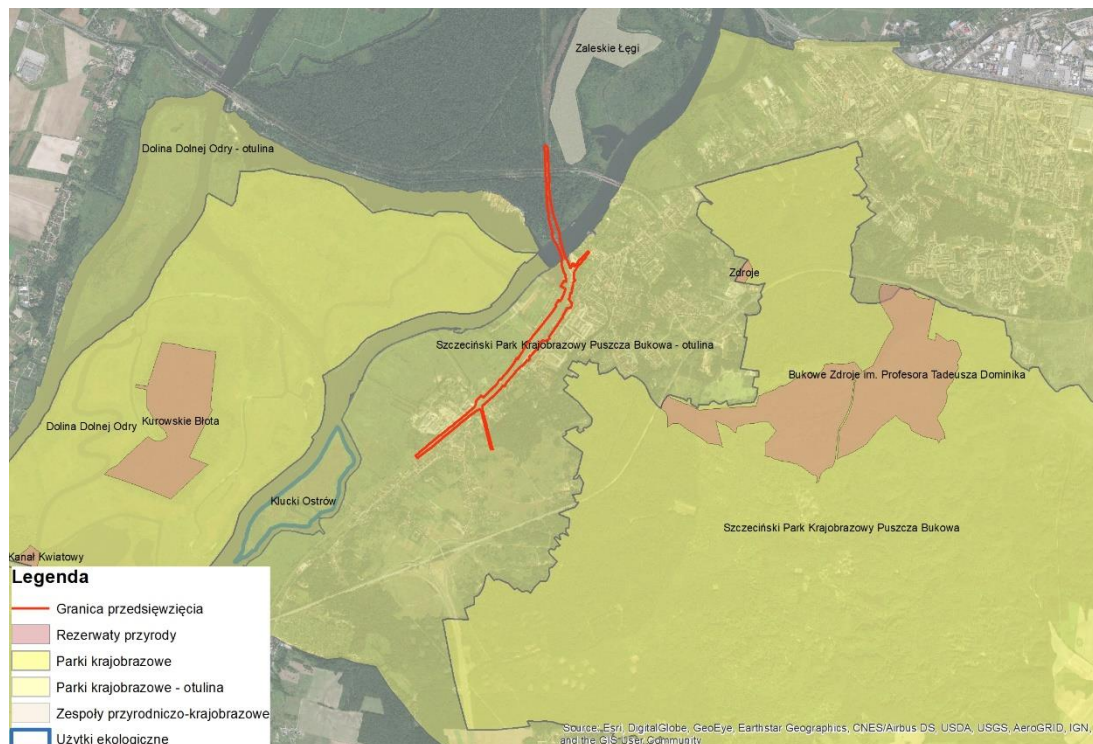 Zaleskie Łęgi
Dolina Dolnej Odry - otulina
Zdroje
Szczeciński Park Krajobrazowy Puszcza Bukowa - otulina
Bukowe Zdroje im. Profesora Tadeusza Dominika
Dolina Dolnej Odry
Kurowskie Błota
Klucki Ostrów
Szczeciński Park Krajobrazowy Puszcza Bukowa
Kanał Kwiatowy
Legenda
Granica przedsięwzięcia
Rezerwaty przyrody
Parki krajobrazowe
Parki krajobrazowe - otulina
Zespoły przyrodniczo-krajobrazowe
Użytki ekologiczne
Source: Esri, DigitalGlobe, GeoEye, Earthstar Geographics, CNES/Airbus DS, USDA, USGS, AeroGRID, IGN,
and the GIS User Community